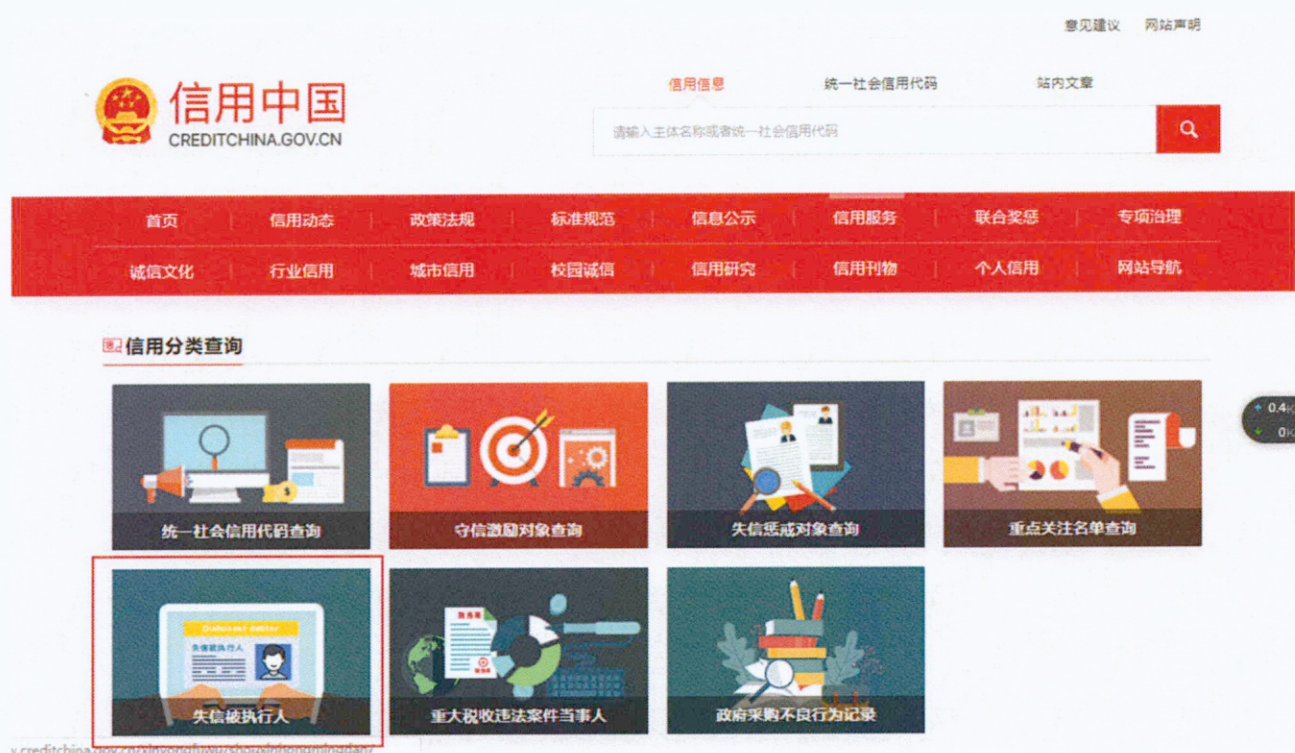 意见建议 网站声明
信用中国
CREDITCHINA.GOV.CN
信用信息 统一社会信用代码 站内文章
请输入主体名称或者统一社会信用代码
首页 信用动态 政策法规 标准规范 信息公示 信用服务 联合奖惩 专项治理
诚信文化 行业信用 城市信用 校园诚信 信用研究 信用刊物 个人信用 网站导航
信用分类查询
统一社会信用代码查询 守信激励对象查询 失信惩戒对象查询 重点关注名单查询
失信被执行人
失信被执行人 重大税收违法案件当事人 政府采购不良行为记录
0.4K
0K